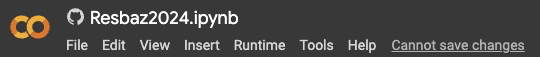 Resbaz2024.ipynb
File Edit View Insert Runtime Tools Help Cannot save changes